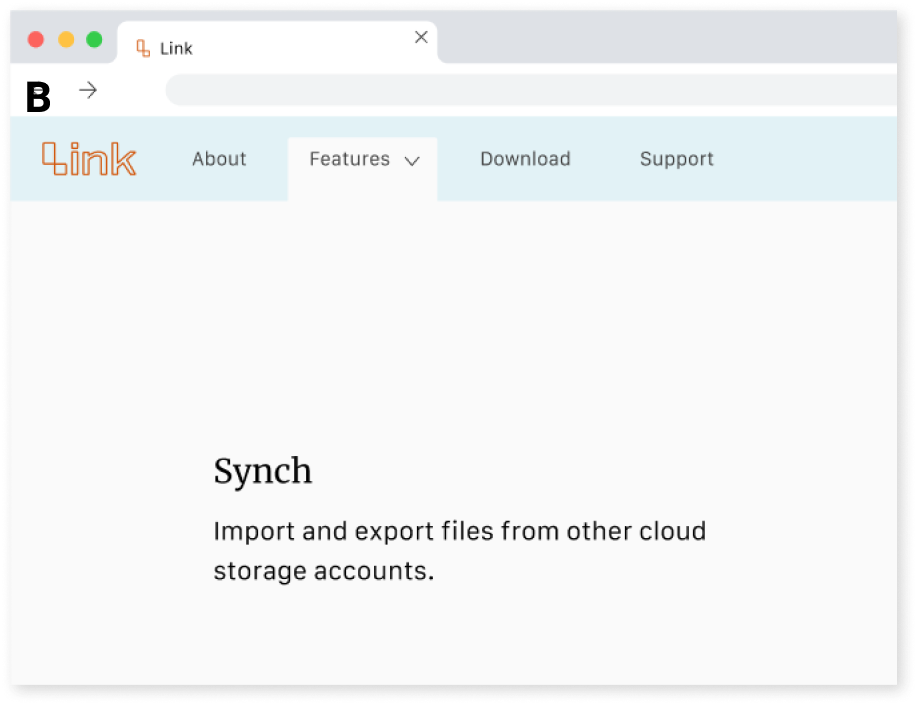 Link
B
Link About Features Download Support
Synch
Import and export files from other cloud
storage accounts.